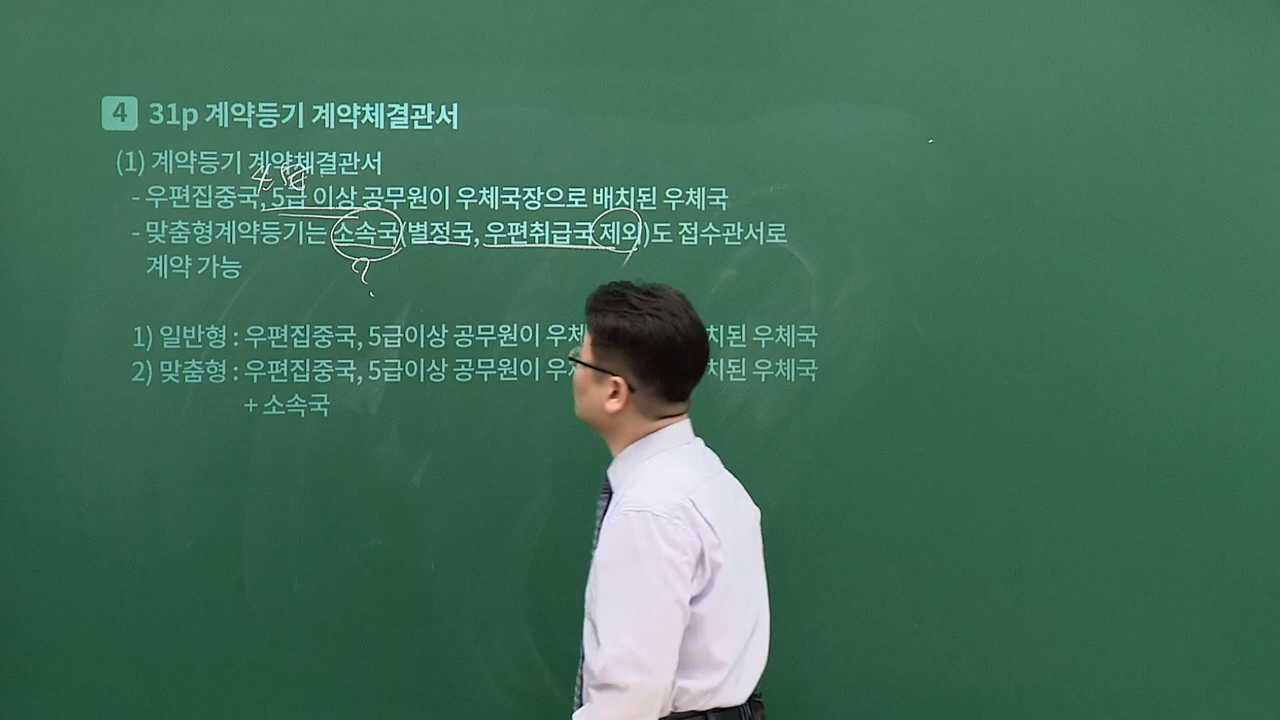 4 31p 계약등기 계약체결관서
(1) 계약등기 계약체결관서
- 우편집중국, 5급 이상 공무원이 우체국장으로 배치된 우체국
- 맞춤형계약등기는 소속국(별정국, 우편취급국 제외)도 접수관서로
계약 가능
?
1) 일반형 : 우편집중국, 5급이상 공무원이 치된 우체국
2) 맞춤형 : 우편집중국, 5급이상 공무원이 치된 우체국
+ 소속국